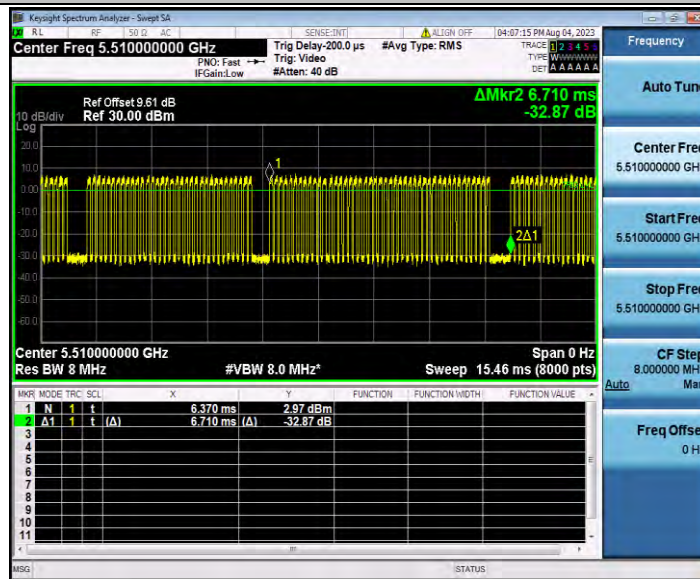 Keysight Spectrum Analyzer - Swept SA
RL RF 50 Ω AC SENSE:INT ALIGN OFF 04:07:15 PM Aug 04, 2023
Center Freq 5.510000000 GHz
PNO: Fast
IFGain:Low
Trig Delay-200.0 µs
Trig: Video
#Atten: 40 dB
#Avg Type: RMS
TRACE 1 2 3 4 5 6
TYPE W
DET A A A A A A
Frequency
Ref Offset 9.61 dB
10 dB/div Ref 30.00 dBm
Log
ΔMkr2 6.710 ms
-32.87 dB
20.0
10.0
0.00
-10.0
-20.0
-30.0
-40.0
-50.0
-60.0
1
2Δ1
Center 5.510000000 GHz Span 0 Hz
Res BW 8 MHz #VBW 8.0 MHz* Sweep 15.46 ms (8000 pts)
MKR MODE TRC SCL X Y FUNCTION FUNCTION WIDTH FUNCTION VALUE
1 N 1 t 6.370 ms 2.97 dBm
2 Δ1 1 t (Δ) 6.710 ms (Δ) -32.87 dB
3
4
5
6
7
8
9
10
11
MSG STATUS
Auto Tune
Center Freq
5.510000000 GH
Start Freq
5.510000000 GH
Stop Freq
5.510000000 GH
CF Step
8.000000 MH
Auto Ma
Freq Offse
0 H